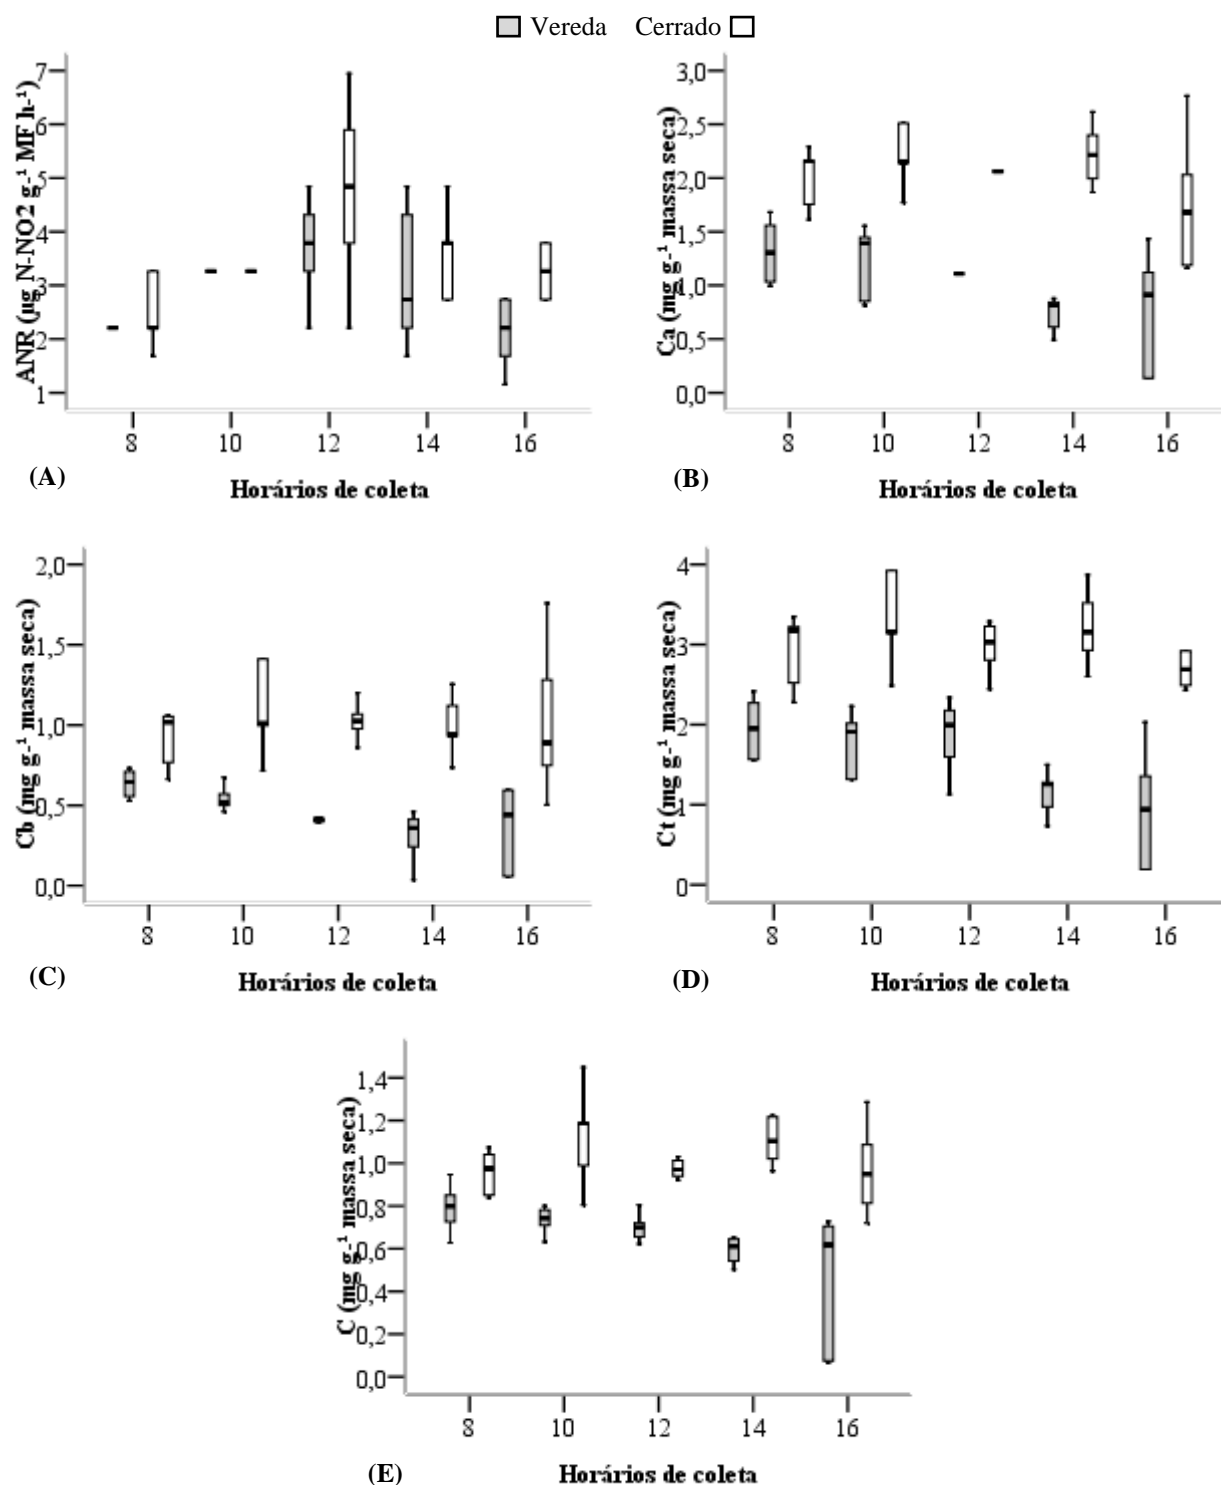 Vereda Cerrado
ANR (µg N-NO2 g-¹ MF h-¹)
7
6
5
4
3
2
1
8 10 12 14 16
Horários de coleta
(A)
Ca (mg g-¹ massa seca)
3,0
2,5
2,0
1,5
1,0
0,5
0,0
8 10 12 14 16
Horários de coleta
(B)
Cb (mg g-¹ massa seca)
2,0
1,5
1,0
0,5
0,0
8 10 12 14 16
Horários de coleta
(C)
Ct (mg g-¹ massa seca)
4
3
2
1
0
8 10 12 14 16
Horários de coleta
(D)
C (mg g-¹ massa seca)
1,4
1,2
1,0
0,8
0,6
0,4
0,2
0,0
8 10 12 14 16
Horários de coleta
(E)